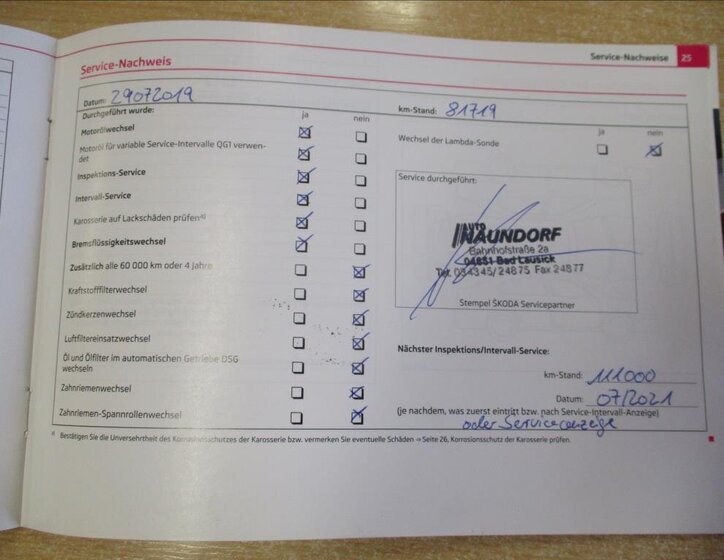 Service-Nachweise 25
Service-Nachweis
Datum: 29072019
km-Stand: 81719
Durchgeführt wurde:
ja nein
Motorölwechsel
Motoröl für variable Service-Intervalle QG1 verwen-
det
Inspektions-Service
Intervall-Service
Karosserie auf Lackschäden prüfena)
Bremsflüssigkeitswechsel
Zusätzlich alle 60 000 km oder 4 Jahre
Kraftstofffilterwechsel
Zündkerzenwechsel
Luftfiltereinsatzwechsel
Öl und Ölfilter im automatischen Getriebe DSG
wechseln
Zahnriemenwechsel
Zahnriemen-Spannrollenwechsel
ja nein
Wechsel der Lambda-Sonde
Service durchgeführt:
AUTO
NAUNDORF
Bahnhofstraße 2a
04651 Bad Lausick
Tel. 034345/24875 Fax 24877
Stempel ŠKODA Servicepartner
Nächster Inspektions/Intervall-Service:
km-Stand: 111000
Datum: 07/2021
(je nachdem, was zuerst eintritt bzw. nach Service-Intervall-Anzeige)
oder Serviceanzeige
a) Bestätigen Sie die Unversehrtheit des Korrosionsschutzes der Karosserie bzw. vermerken Sie eventuelle Schäden ⇒ Seite 26, Korrosionsschutz der Karosserie prüfen.